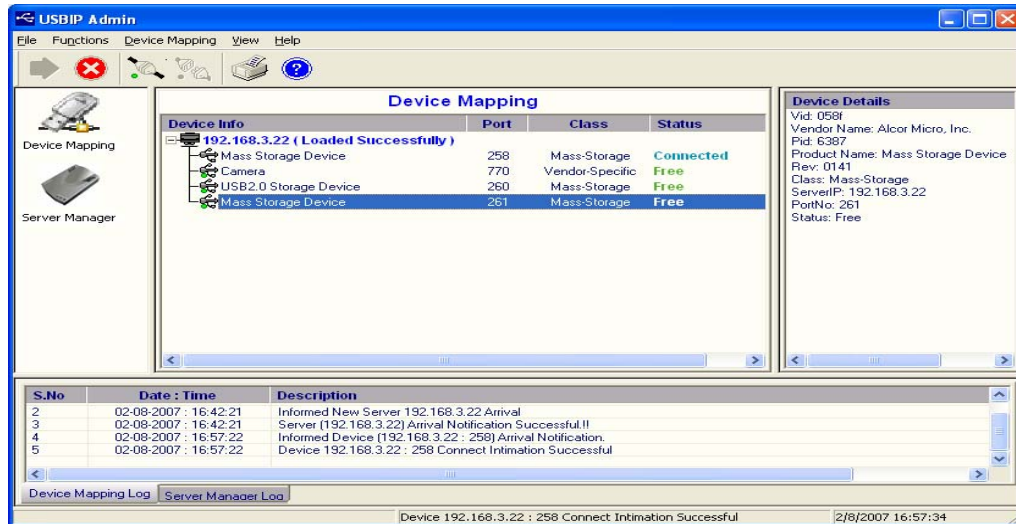 USBIP Admin
File Functions Device Mapping View Help
Device Mapping
Server Manager
Device Mapping
Device Info Port Class Status
192.168.3.22 ( Loaded Successfully )
Mass Storage Device 258 Mass-Storage Connected
Camera 770 Vendor-Specific Free
USB2.0 Storage Device 260 Mass-Storage Free
Mass Storage Device 261 Mass-Storage Free
Device Details
Vid: 058f
Vendor Name: Alcor Micro, Inc.
Pid: 6387
Product Name: Mass Storage Device
Rev: 0141
Class: Mass-Storage
ServerIP: 192.168.3.22
PortNo: 261
Status: Free
S.No Date : Time Description
2 02-08-2007 : 16:42:21 Informed New Server 192.168.3.22 Arrival
3 02-08-2007 : 16:42:21 Server (192.168.3.22) Arrival Notification Successful.!!
4 02-08-2007 : 16:57:22 Informed Device (192.168.3.22 : 258) Arrival Notification.
5 02-08-2007 : 16:57:22 Device 192.168.3.22 : 258 Connect Intimation Successful
Device Mapping Log Server Manager Log
Device 192.168.3.22 : 258 Connect Intimation Successful 2/8/2007 16:57:34